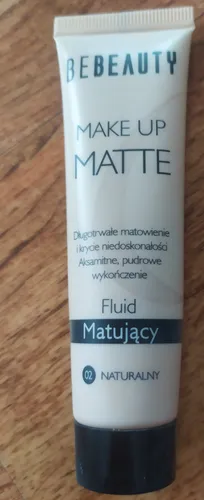 BEBEAUTY
MAKE UP
MATTE
Długotrwałe matowienie
i krycie niedoskonałości
Aksamitne, pudrowe
wykończenie
Fluid
Matujący
02 NATURALNY